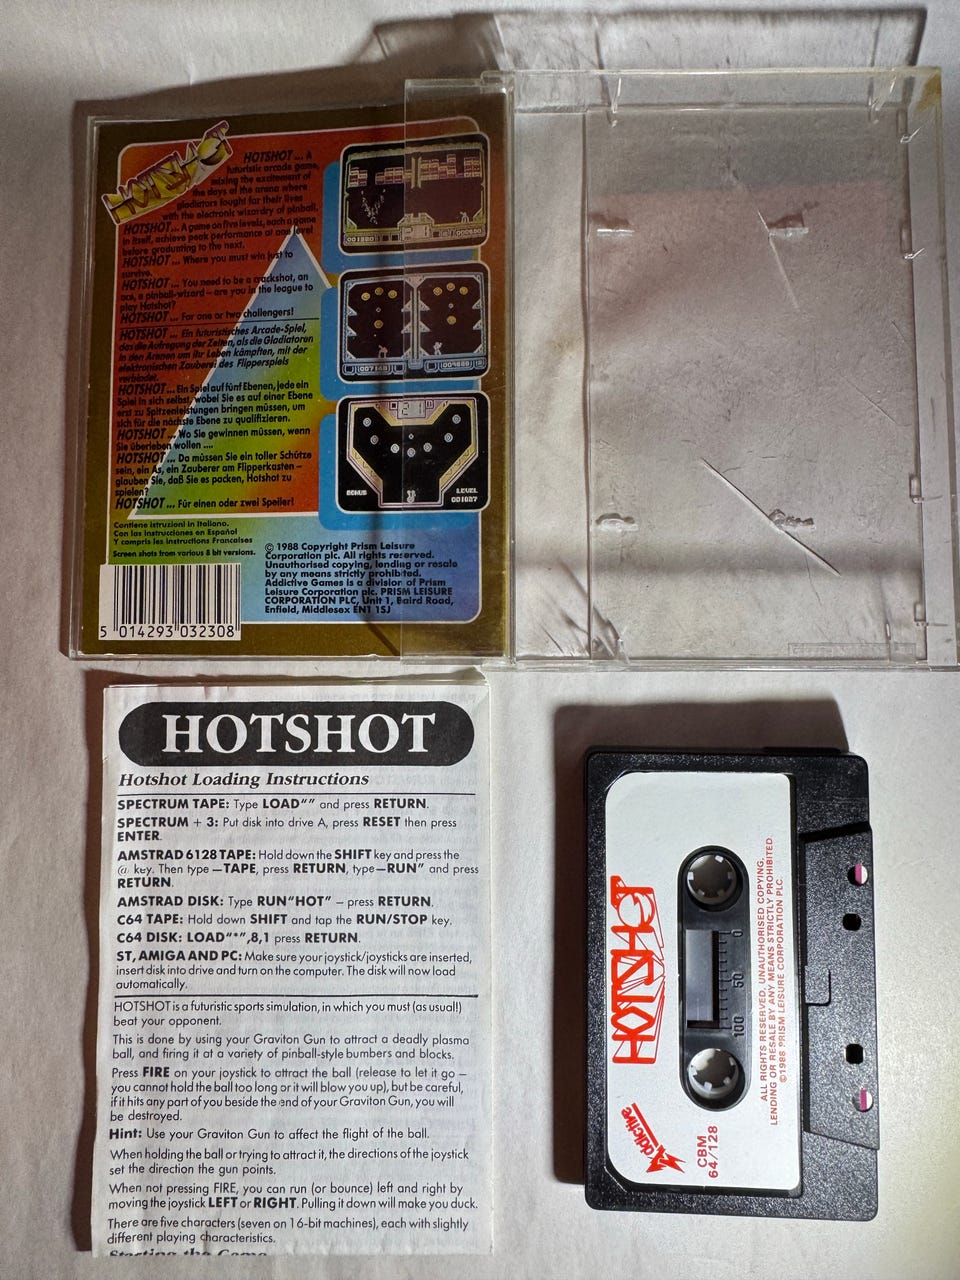 HOTSHOT
HOTSHOT ... A
futuristic arcade game,
mixing the excitement of
the days of the arena where
gladiators fought for their lives
with the electronic wizardry of pinball.
HOTSHOT ... A game on five levels, each a game
in itself, achieve peak performance at one level
before graduating to the next.
HOTSHOT ... Where you must win just to
survive.
HOTSHOT ... You need to be a crackshot, an
ace, a pinball-wizard – are you in the league to
play Hotshot?
HOTSHOT ... For one or two challengers!
HOTSHOT ... Ein futuristisches Arcade-Spiel,
das die Aufregung der Zeiten, als die Gladiatoren
in den Arenen um ihr Leben kämpften, mit der
elektronischen Zauberei des Flipperspiels
verbindet.
HOTSHOT ... Ein Spiel auf fünf Ebenen, jede ein
Spiel in sich selbst, wobei Sie es auf einer Ebene
erst zu Spitzenleistungen bringen müssen, um
sich für die nächste Ebene zu qualifizieren.
HOTSHOT ... Wo Sie gewinnen müssen, wenn
Sie überleben wollen ....
HOTSHOT ... Da müssen Sie ein toller Schütze
sein, ein As, ein Zauberer am Flipperkasten –
glauben Sie, daß Sie es packen, Hotshot zu
spielen?
HOTSHOT ... Für einen oder zwei Speiler!
Contiene istruzioni in Italiano.
Con las instrucciones en Español
Y compris les instructions Francaises
Screen shots from various 8 bit versions.
21
BONUS
LEVEL
001027
© 1988 Copyright Prism Leisure
Corporation plc. All rights reserved.
Unauthorised copying, lending or resale
by any means strictly prohibited.
Addictive Games is a division of Prism
Leisure Corporation plc. PRISM LEISURE
CORPORATION PLC, Unit 1, Baird Road,
Enfield, Middlesex EN1 1SJ
5 014293 032308
HOTSHOT
Hotshot Loading Instructions
SPECTRUM TAPE: Type LOAD“” and press RETURN.
SPECTRUM + 3: Put disk into drive A, press RESET then press
ENTER.
AMSTRAD 6128 TAPE: Hold down the SHIFT key and press the
@ key. Then type —TAPE, press RETURN, type—RUN” and press
RETURN.
AMSTRAD DISK: Type RUN“HOT” – press RETURN.
C64 TAPE: Hold down SHIFT and tap the RUN/STOP key.
C64 DISK: LOAD“*”,8,1 press RETURN.
ST, AMIGA AND PC: Make sure your joystick/joysticks are inserted,
insert disk into drive and turn on the computer. The disk will now load
automatically.
HOTSHOT is a futuristic sports simulation, in which you must (as usual!)
beat your opponent.
This is done by using your Graviton Gun to attract a deadly plasma
ball, and firing it at a variety of pinball-style bumbers and blocks.
Press FIRE on your joystick to attract the ball (release to let it go –
you cannot hold the ball too long or it will blow you up), but be careful,
if it hits any part of you beside the end of your Graviton Gun, you will
be destroyed.
Hint: Use your Graviton Gun to affect the flight of the ball.
When holding the ball or trying to attract it, the directions of the joystick
set the direction the gun points.
When not pressing FIRE, you can run (or bounce) left and right by
moving the joystick LEFT or RIGHT. Pulling it down will make you duck.
There are five characters (seven on 16-bit machines), each with slightly
different playing characteristics.
Starting the Game
Addictive
HOTSHOT
CBM
64/128
0
50
100
ALL RIGHTS RESERVED. UNAUTHORISED COPYING,
LENDING OR RESALE BY ANY MEANS STRICTLY PROHIBITED.
©1988 PRISM LEISURE CORPORATION PLC.